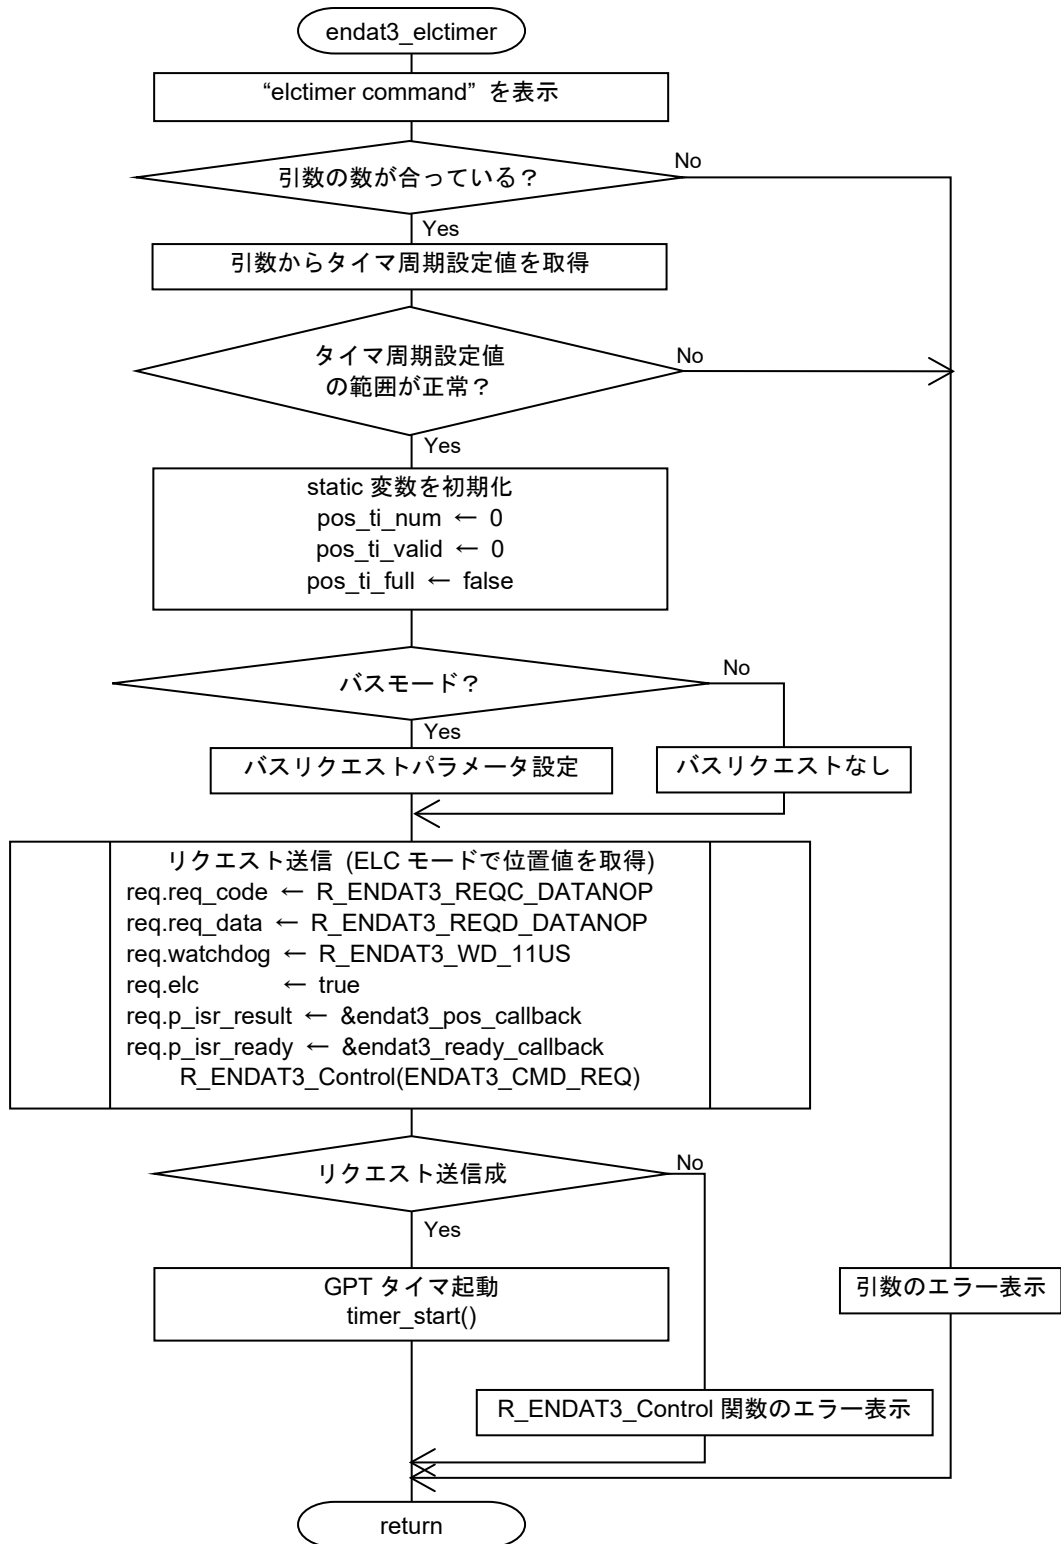 endat3_elctimer
“elctimer command” を表示
引数の数が合っている？
No
Yes
引数からタイマ周期設定値を取得
タイマ周期設定値
の範囲が正常？
No
Yes
static 変数を初期化
pos_ti_num ← 0
pos_ti_valid ← 0
pos_ti_full ← false
バスモード？
No
Yes
バスリクエストパラメータ設定
バスリクエストなし
リクエスト送信 (ELC モードで位置値を取得)
req.req_code ← R_ENDAT3_REQC_DATANOP
req.req_data ← R_ENDAT3_REQD_DATANOP
req.watchdog ← R_ENDAT3_WD_11US
req.elc ← true
req.p_isr_result ← &endat3_pos_callback
req.p_isr_ready ← &endat3_ready_callback
R_ENDAT3_Control(ENDAT3_CMD_REQ)
リクエスト送信成
No
Yes
GPT タイマ起動
timer_start()
引数のエラー表示
R_ENDAT3_Control 関数のエラー表示
return